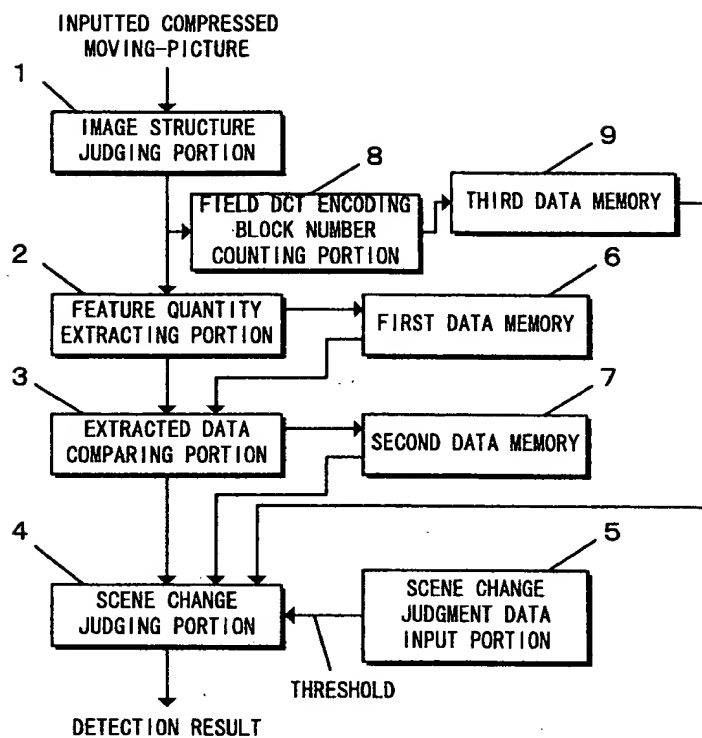 INPUTTED COMPRESSED
MOVING-PICTURE
1
IMAGE STRUCTURE
JUDGING PORTION
8
FIELD DCT ENCODING
BLOCK NUMBER
COUNTING PORTION
9
THIRD DATA MEMORY
2
FEATURE QUANTITY
EXTRACTING PORTION
6
FIRST DATA MEMORY
3
EXTRACTED DATA
COMPARING PORTION
7
SECOND DATA MEMORY
4
SCENE CHANGE
JUDGING PORTION
5
SCENE CHANGE
JUDGMENT DATA
INPUT PORTION
THRESHOLD
DETECTION RESULT